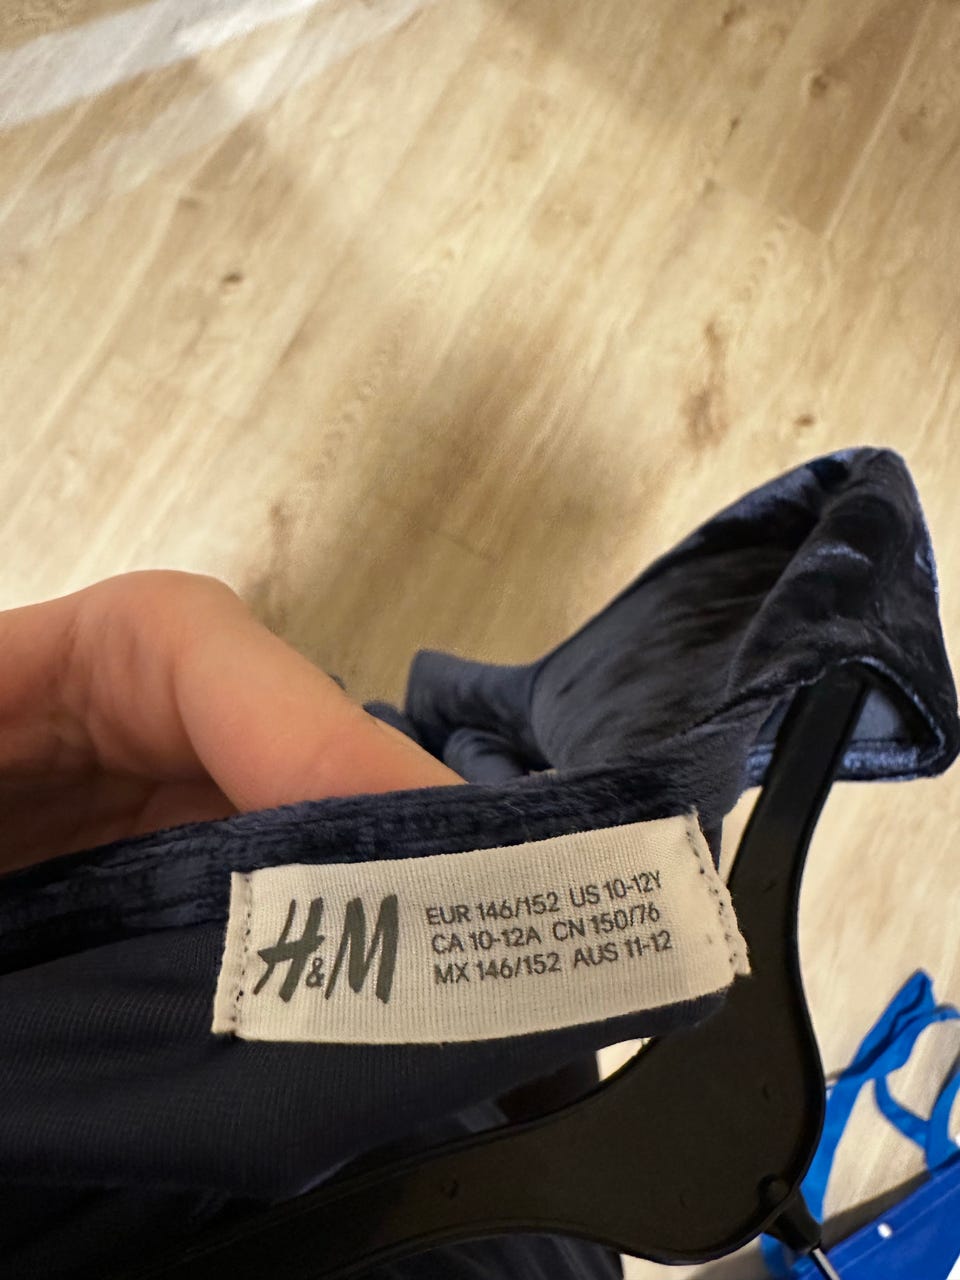 H&M
EUR 146/152 US 10-12Y
CA 10-12A CN 150/76
MX 146/152 AUS 11-12